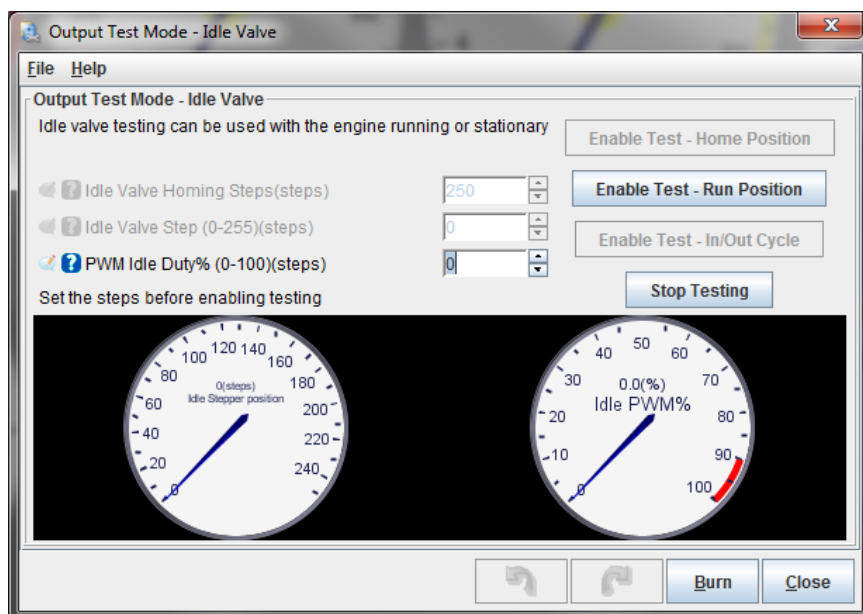 Output Test Mode - Idle Valve
File Help
Output Test Mode - Idle Valve
Idle valve testing can be used with the engine running or stationary
Enable Test - Home Position
Idle Valve Homing Steps(steps)
250
Enable Test - Run Position
Idle Valve Step (0-255)(steps)
0
Enable Test - In/Out Cycle
PWM Idle Duty% (0-100)(steps)
0
Set the steps before enabling testing
Stop Testing
0 20 40 60 80 100 120 140 160 180 200 220 240
0(steps)
Idle Stepper position
0 10 20 30 40 50 60 70 80 90 100
0.0(%)
Idle PWM%
Burn
Close